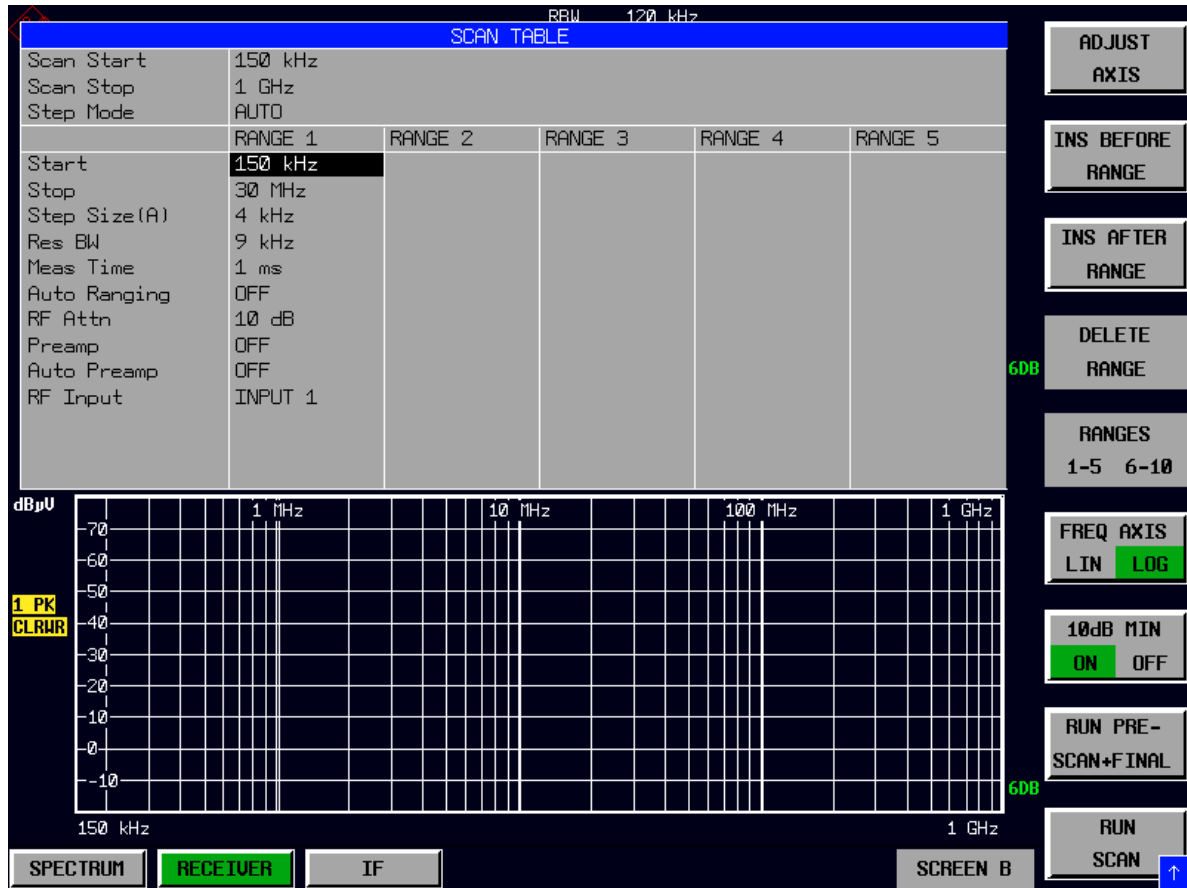 RBW 120 kHz
SCAN TABLE
Scan Start 150 kHz
Scan Stop 1 GHz
Step Mode AUTO
RANGE 1 RANGE 2 RANGE 3 RANGE 4 RANGE 5
Start 150 kHz
Stop 30 MHz
Step Size(A) 4 kHz
Res BW 9 kHz
Meas Time 1 ms
Auto Ranging OFF
RF Attn 10 dB
Preamp OFF
Auto Preamp OFF
RF Input INPUT 1
6DB
dBµV
1 MHz 10 MHz 100 MHz 1 GHz
70
60
50
40
30
20
10
0
-10
1 PK
CLRWR
6DB
150 kHz 1 GHz
SPECTRUM RECEIVER IF SCREEN B
ADJUST
AXIS
INS BEFORE
RANGE
INS AFTER
RANGE
DELETE
RANGE
RANGES
1-5 6-10
FREQ AXIS
LIN LOG
10dB MIN
ON OFF
RUN PRE-
SCAN+FINAL
RUN
SCAN
↑